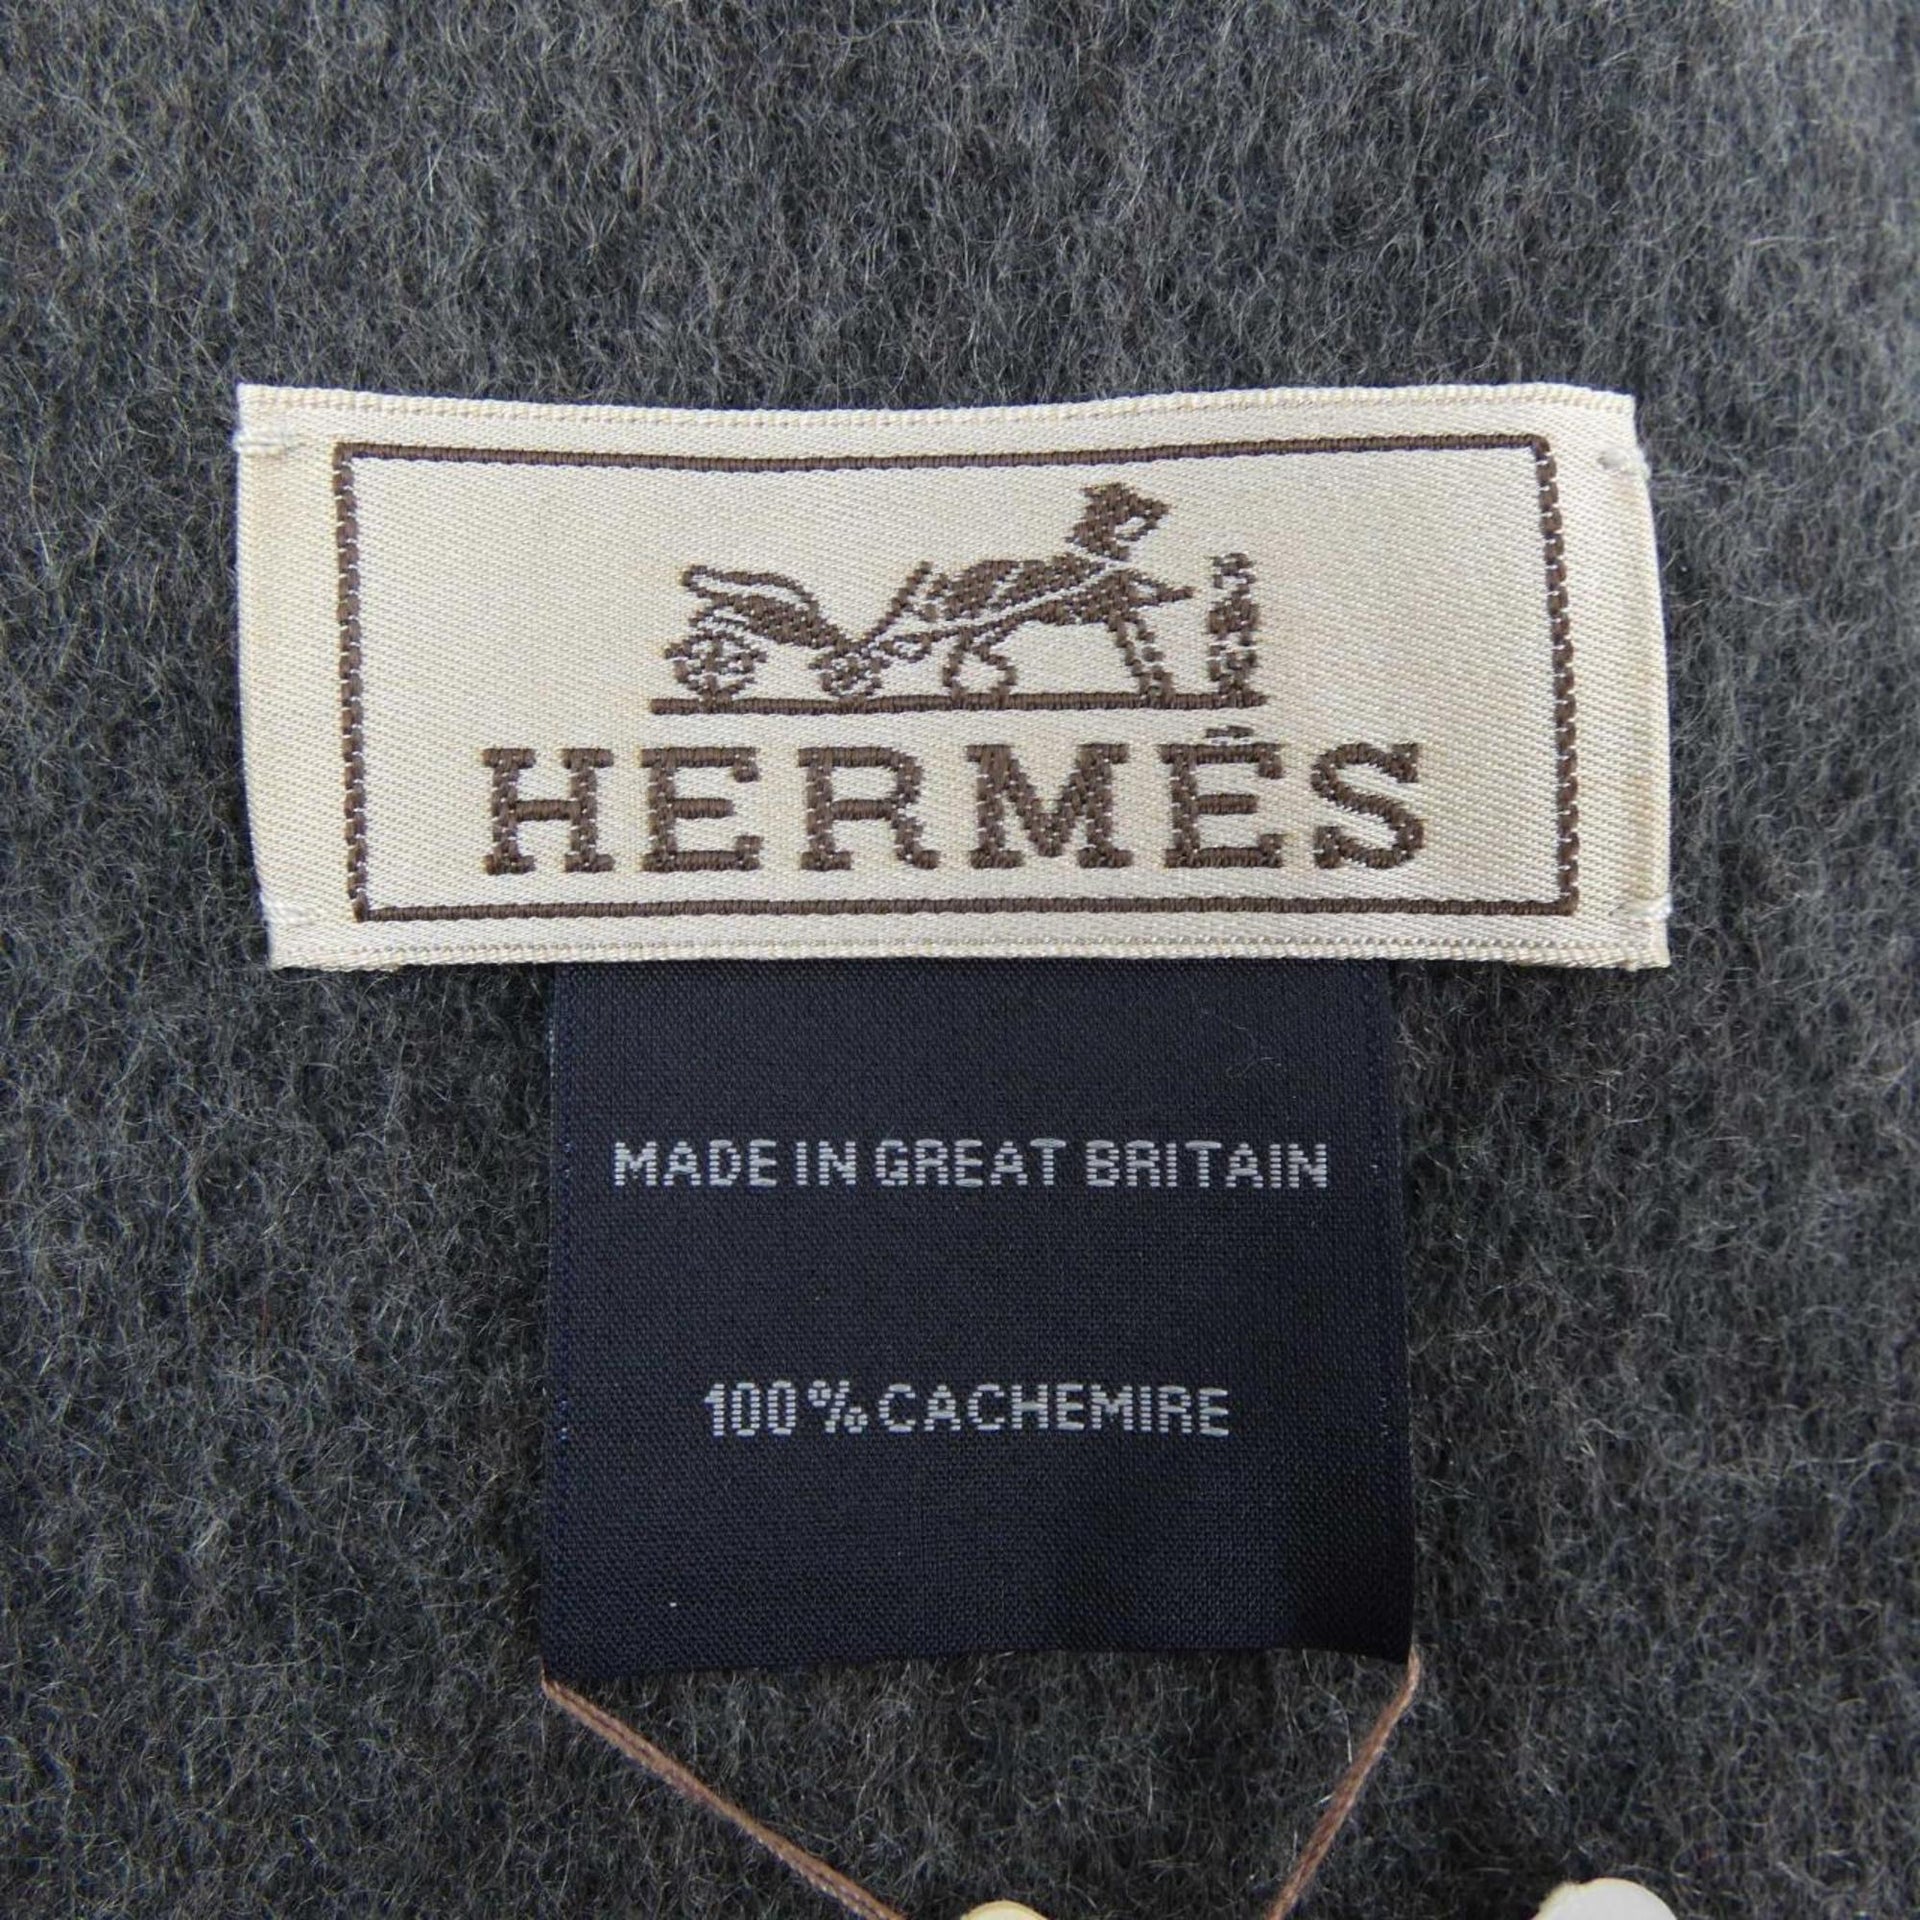 HERMÈS
MADE IN GREAT BRITAIN
100% CACHEMIRE